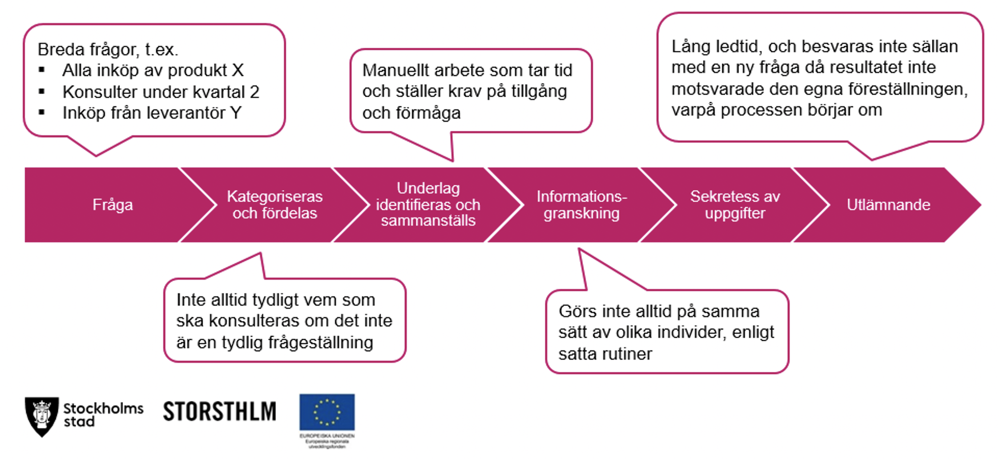 Breda frågor, t.ex.
▪ Alla inköp av produkt X
▪ Konsulter under kvartal 2
▪ Inköp från leverantör Y
Manuellt arbete som tar tid
och ställer krav på tillgång
och förmåga
Lång ledtid, och besvaras inte sällan
med en ny fråga då resultatet inte
motsvarade den egna föreställningen,
varpå processen börjar om
Fråga
Kategoriseras
och fördelas
Underlag
identifieras och
sammanställs
Informations-
granskning
Sekretess av
uppgifter
Utlämnande
Inte alltid tydligt vem som
ska konsulteras om det inte
är en tydlig frågeställning
Görs inte alltid på samma
sätt av olika individer, enligt
satta rutiner
Stockholms
stad
STORSTHLM
EUROPEISKA UNIONEN
Europeiska regionala
utvecklingsfonden